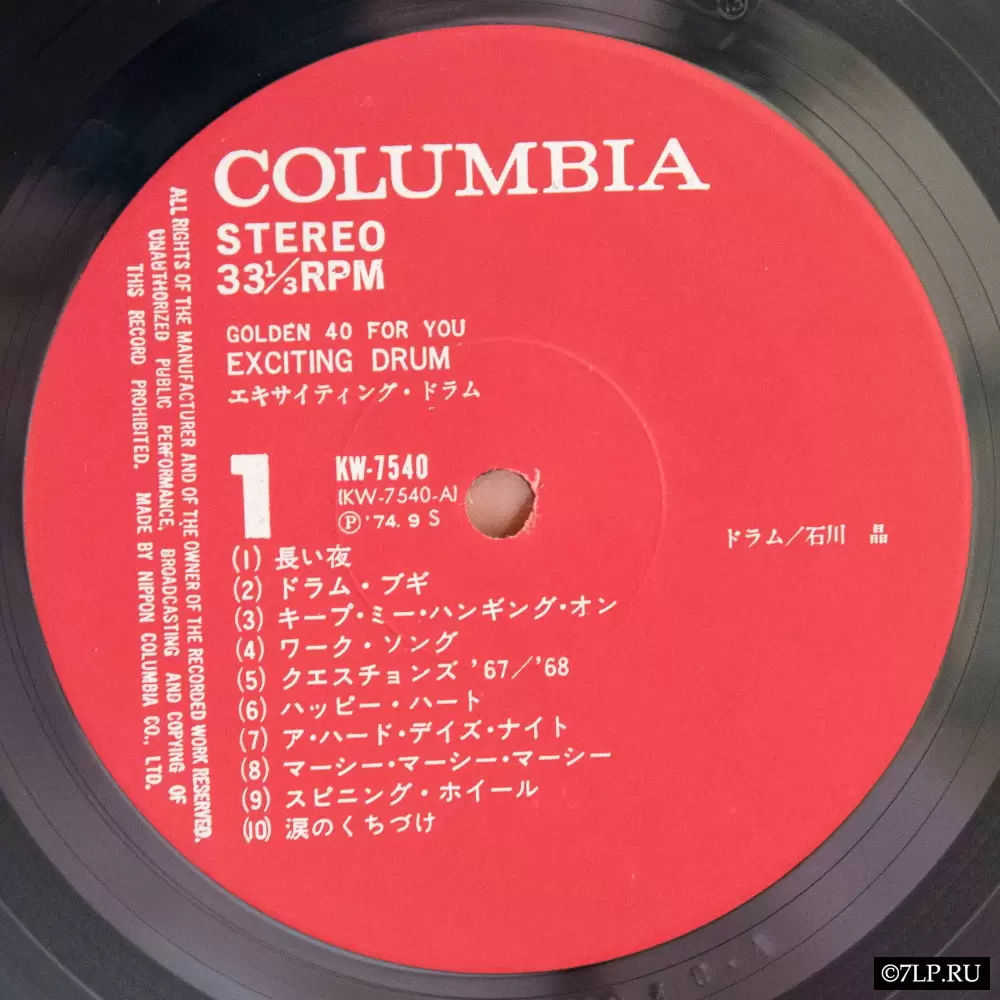 COLUMBIA
STEREO
33⅓RPM
GOLDEN 40 FOR YOU
EXCITING DRUM
エキサイティング・ドラム
1
KW-7540
(KW-7540-A)
Ⓟ '74. 9 S
ドラム/石川 晶
(1) 長い夜
(2) ドラム・ブギ
(3) キープ・ミー・ハンギング・オン
(4) ワーク・ソング
(5) クエスチョンズ '67/'68
(6) ハッピー・ハート
(7) ア・ハード・デイズ・ナイト
(8) マーシー・マーシー・マーシー
(9) スピニング・ホイール
(10) 涙のくちづけ
ALL RIGHTS OF THE MANUFACTURER AND OF THE OWNER OF THE RECORDED WORK RESERVED.
UNAUTHORIZED PUBLIC PERFORMANCE, BROADCASTING AND COPYING OF
THIS RECORD PROHIBITED. MADE BY NIPPON COLUMBIA CO., LTD.
©7LP.RU